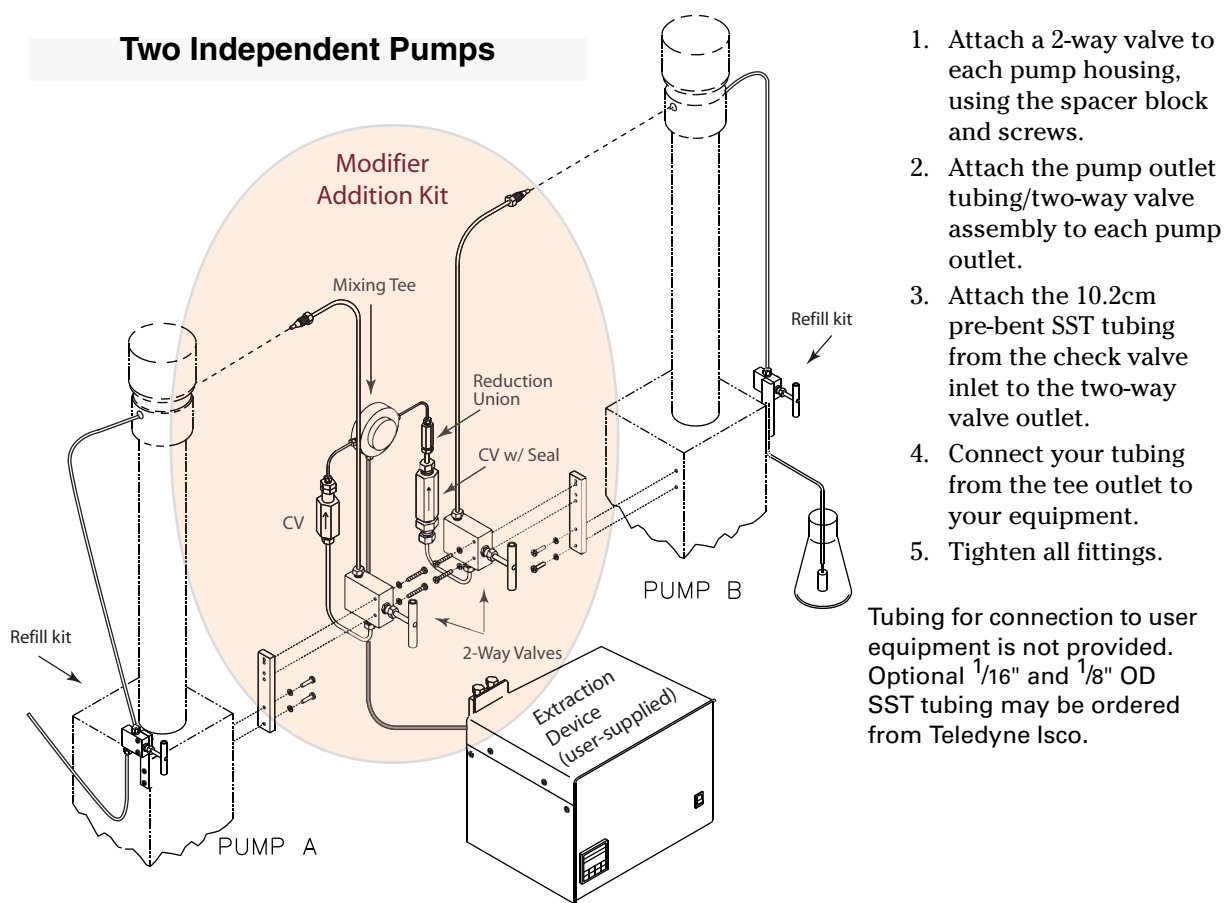 Two Independent Pumps
Modifier
Addition Kit
Mixing Tee
Reduction
Union
CV w/ Seal
CV
2-Way Valves
Refill kit
PUMP A
Refill kit
PUMP B
Extraction
Device
(user-supplied)
1. Attach a 2-way valve to
each pump housing,
using the spacer block
and screws.
2. Attach the pump outlet
tubing/two-way valve
assembly to each pump
outlet.
3. Attach the 10.2cm
pre-bent SST tubing
from the check valve
inlet to the two-way
valve outlet.
4. Connect your tubing
from the tee outlet to
your equipment.
5. Tighten all fittings.
Tubing for connection to user
equipment is not provided.
Optional 1/16" and 1/8" OD
SST tubing may be ordered
from Teledyne Isco.